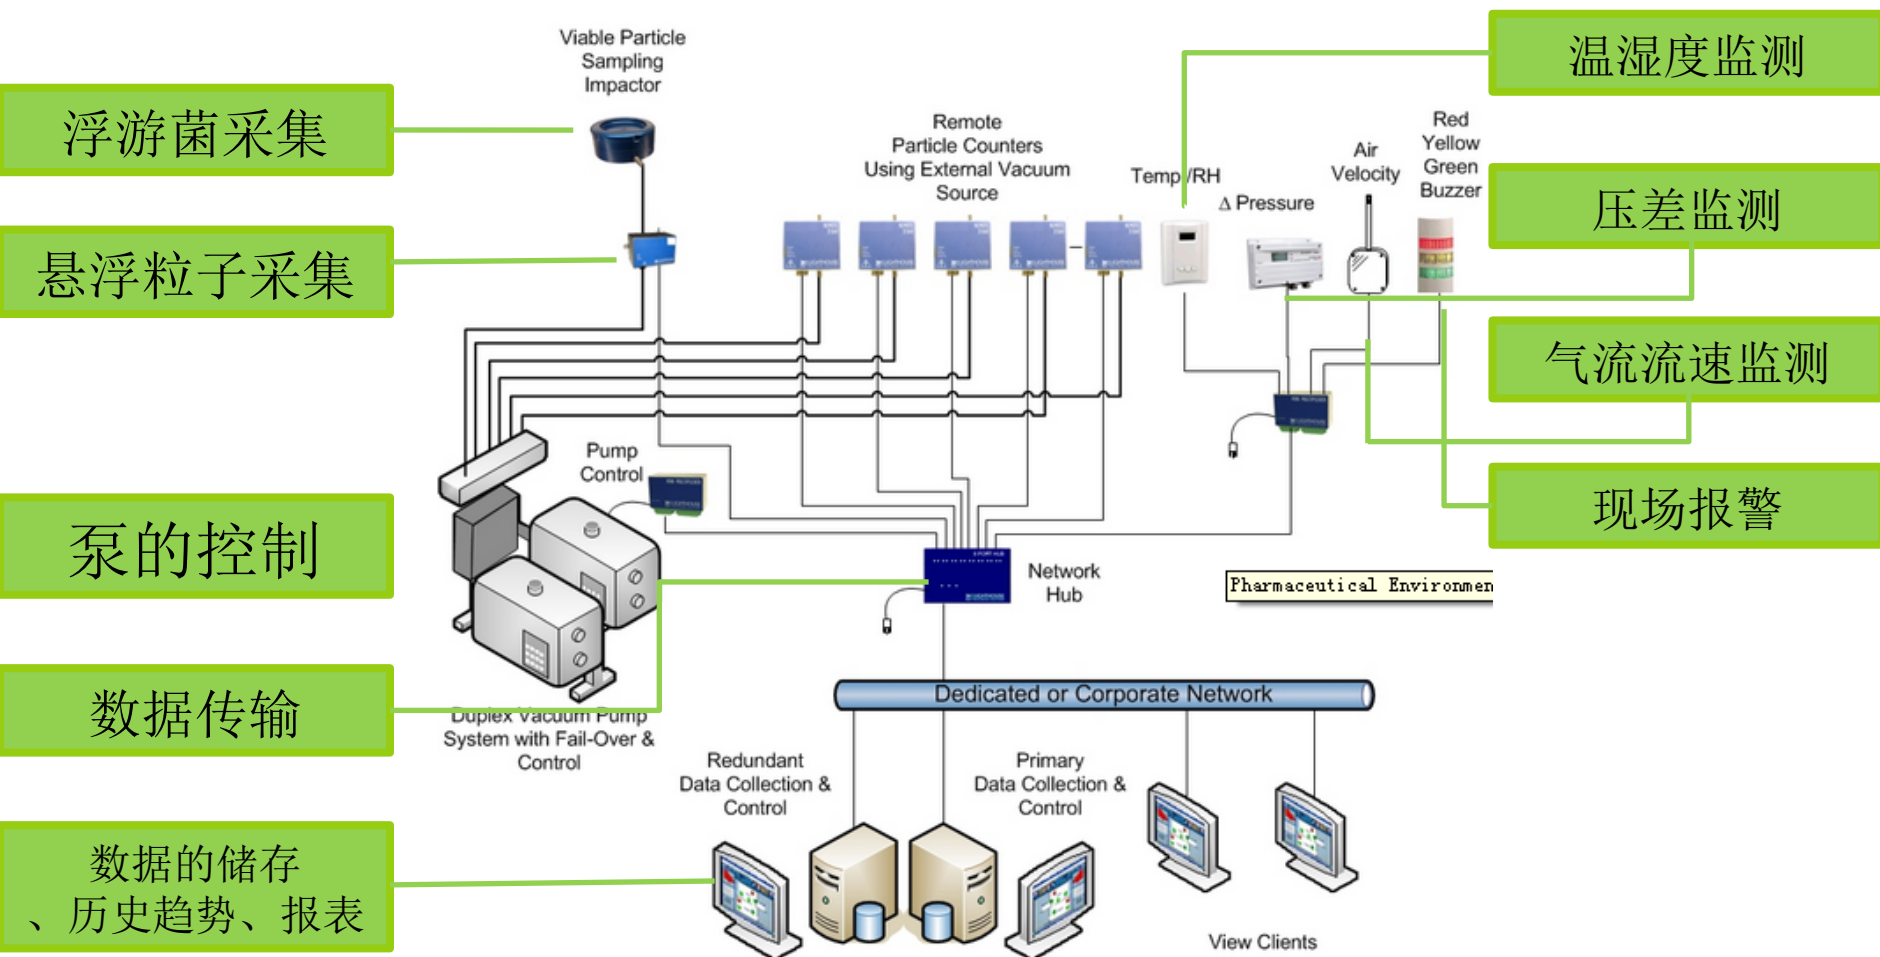 浮游菌采集
悬浮粒子采集
泵的控制
数据传输
数据的储存
、历史趋势、报表
Viable Particle
Sampling
Impactor
Remote
Particle Counters
Using External Vacuum
Source
Temp/RH
Δ Pressure
Air
Velocity
Red
Yellow
Green
Buzzer
温湿度监测
压差监测
气流流速监测
现场报警
Pump
Control
Network
Hub
Pharmaceutical Environmen
Dedicated or Corporate Network
Duplex Vacuum Pump
System with Fail-Over &
Control
Redundant
Data Collection &
Control
Primary
Data Collection &
Control
View Clients